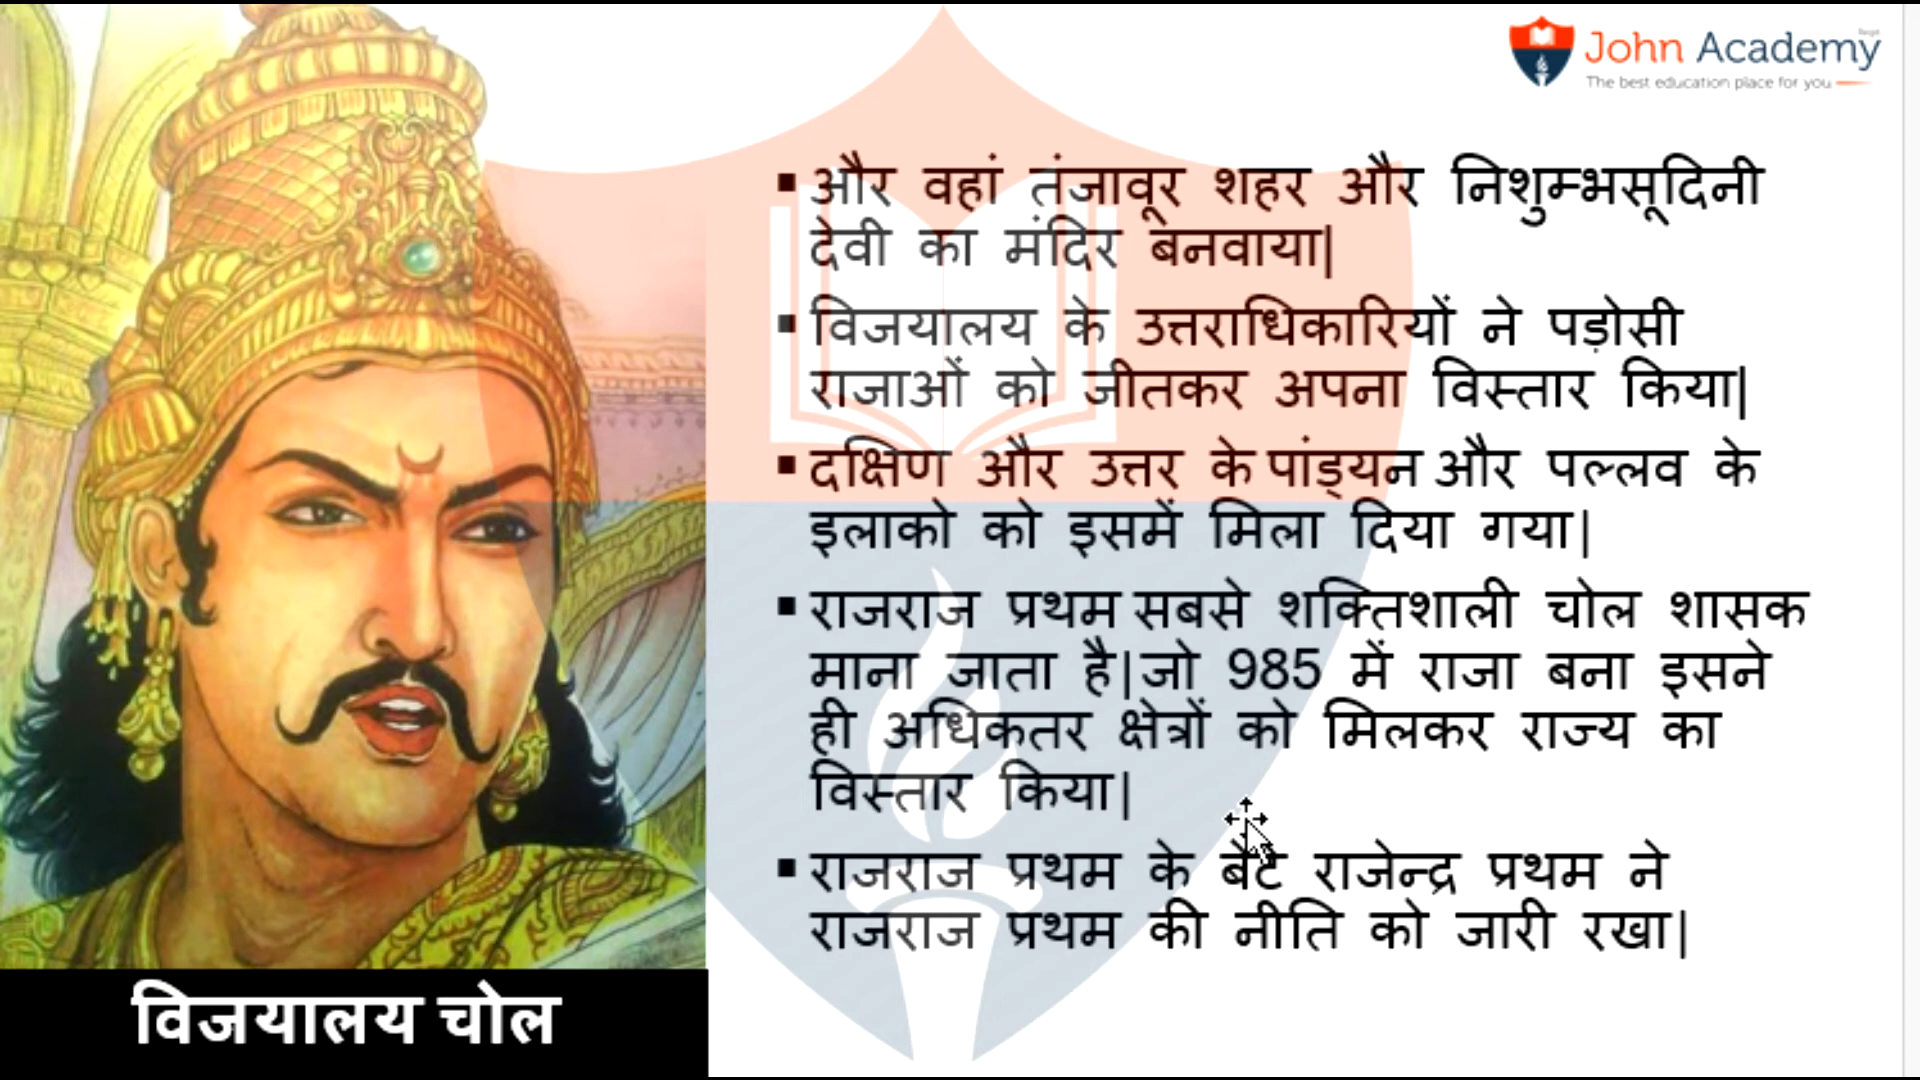 John Academy
The best education place for you
▪ और वहां तंजावूर शहर और निशुम्भसूदिनी
देवी का मंदिर बनवाया|
▪ विजयालय के उत्तराधिकारियों ने पड़ोसी
राजाओं को जीतकर अपना विस्तार किया|
▪ दक्षिण और उत्तर के पांड्यन और पल्लव के
इलाको को इसमें मिला दिया गया|
▪ राजराज प्रथम सबसे शक्तिशाली चोल शासक
माना जाता है|जो 985 में राजा बना इसने
ही अधिकतर क्षेत्रों को मिलकर राज्य का
विस्तार किया|
▪ राजराज प्रथम के बेटे राजेन्द्र प्रथम ने
राजराज प्रथम की नीति को जारी रखा|
विजयालय चोल